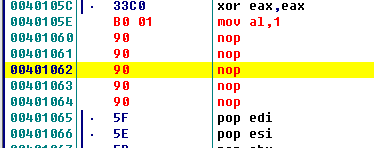 0040105C . 33C0 xor eax,eax
0040105E B0 01 mov al,1
00401060 90 nop
00401061 90 nop
00401062 90 nop
00401063 90 nop
00401064 90 nop
00401065 . 5F pop edi
00401066 . 5E pop esi